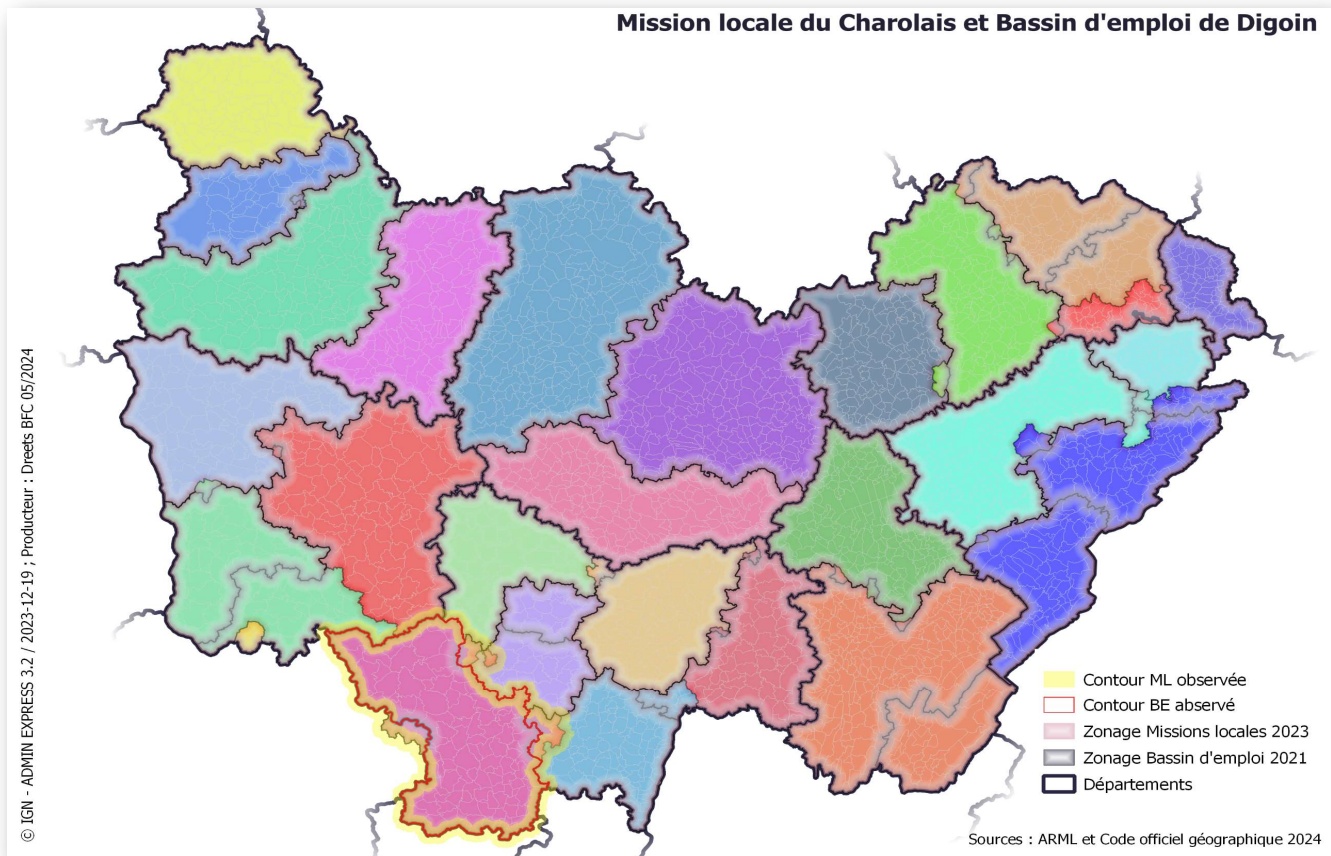 Mission locale du Charolais et Bassin d'emploi de Digoin
© IGN - ADMIN EXPRESS 3.2 / 2023-12-19 ; Producteur : Dreets BFC 05/2024
Contour ML observée
Contour BE abservé
Zonage Missions locales 2023
Zonage Bassin d'emploi 2021
Départements
Sources : ARML et Code officiel géographique 2024